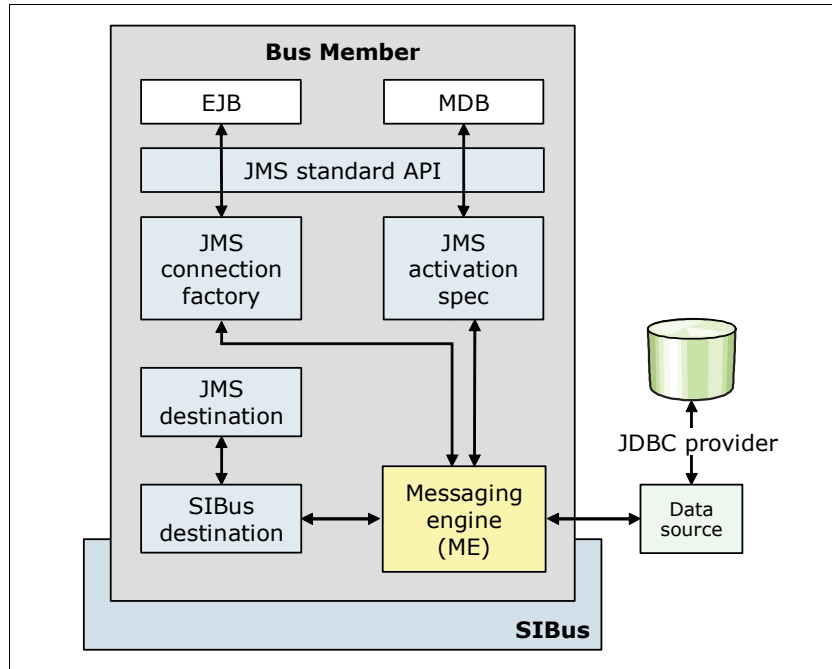 Bus Member
EJB
MDB
JMS standard API
JMS
connection
factory
JMS
activation
spec
JMS
destination
JDBC provider
SIBus
destination
Messaging
engine
(ME)
Data
source
SIBus